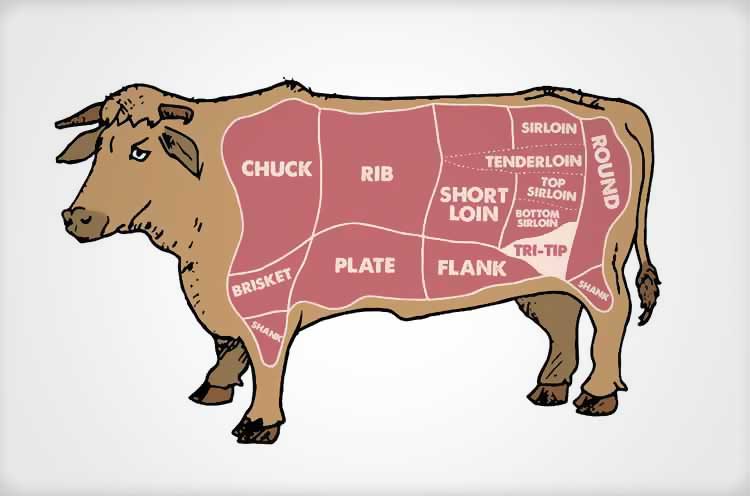 CHUCK
RIB
SHORT
LOIN
SIRLOIN
TENDERLOIN
TOP
SIRLOIN
BOTTOM
SIRLOIN
TRI-TIP
ROUND
BRISKET
PLATE
FLANK
SHANK
SHANK